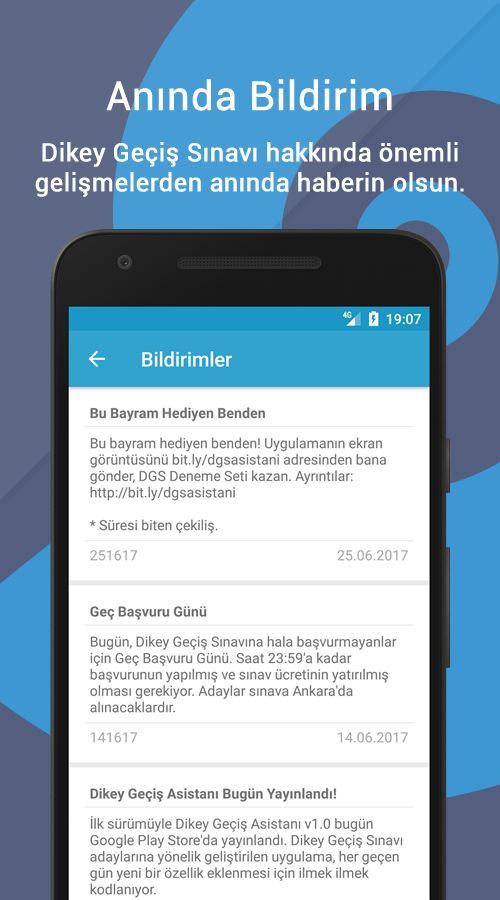 Anında Bildirim
Dikey Geçiş Sınavı hakkında önemli
gelişmelerden anında haberin olsun.
4G 19:07
Bildirimler
Bu Bayram Hediyen Benden
Bu bayram hediyen benden! Uygulamanın ekran
görüntüsünü bit.ly/dgsasistani adresinden bana
gönder, DGS Deneme Seti kazan. Ayrıntılar:
http://bit.ly/dgsasistani
* Süresi biten çekiliş.
251617 25.06.2017
Geç Başvuru Günü
Bugün, Dikey Geçiş Sınavına hala başvurmayanlar
için Geç Başvuru Günü. Saat 23:59'a kadar
başvurunun yapılmış ve sınav ücretinin yatırılmış
olması gerekiyor. Adaylar sınava Ankara'da
alınacaklardır.
141617 14.06.2017
Dikey Geçiş Asistanı Bugün Yayınlandı!
İlk sürümüyle Dikey Geçiş Asistanı v1.0 bugün
Google Play Store'da yayınlandı. Dikey Geçiş Sınavı
adaylarına yönelik geliştirilen uygulama, her geçen
gün yeni bir özellik eklenmesi için ilmek ilmek
kodlanıyor.